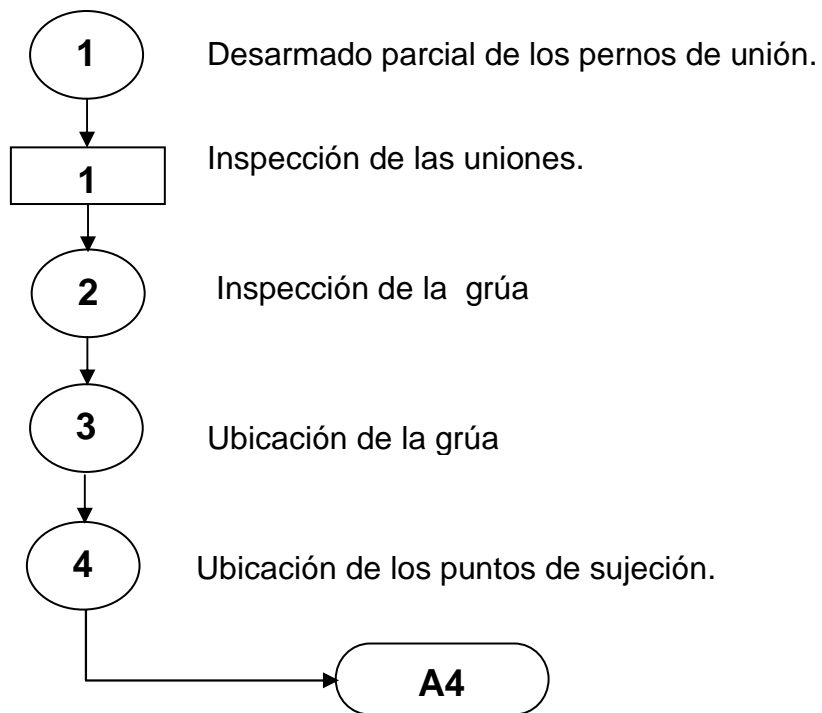 1 Desarmado parcial de los pernos de unión.
1 Inspección de las uniones.
2 Inspección de la grúa
3 Ubicación de la grúa
4 Ubicación de los puntos de sujeción.
A4